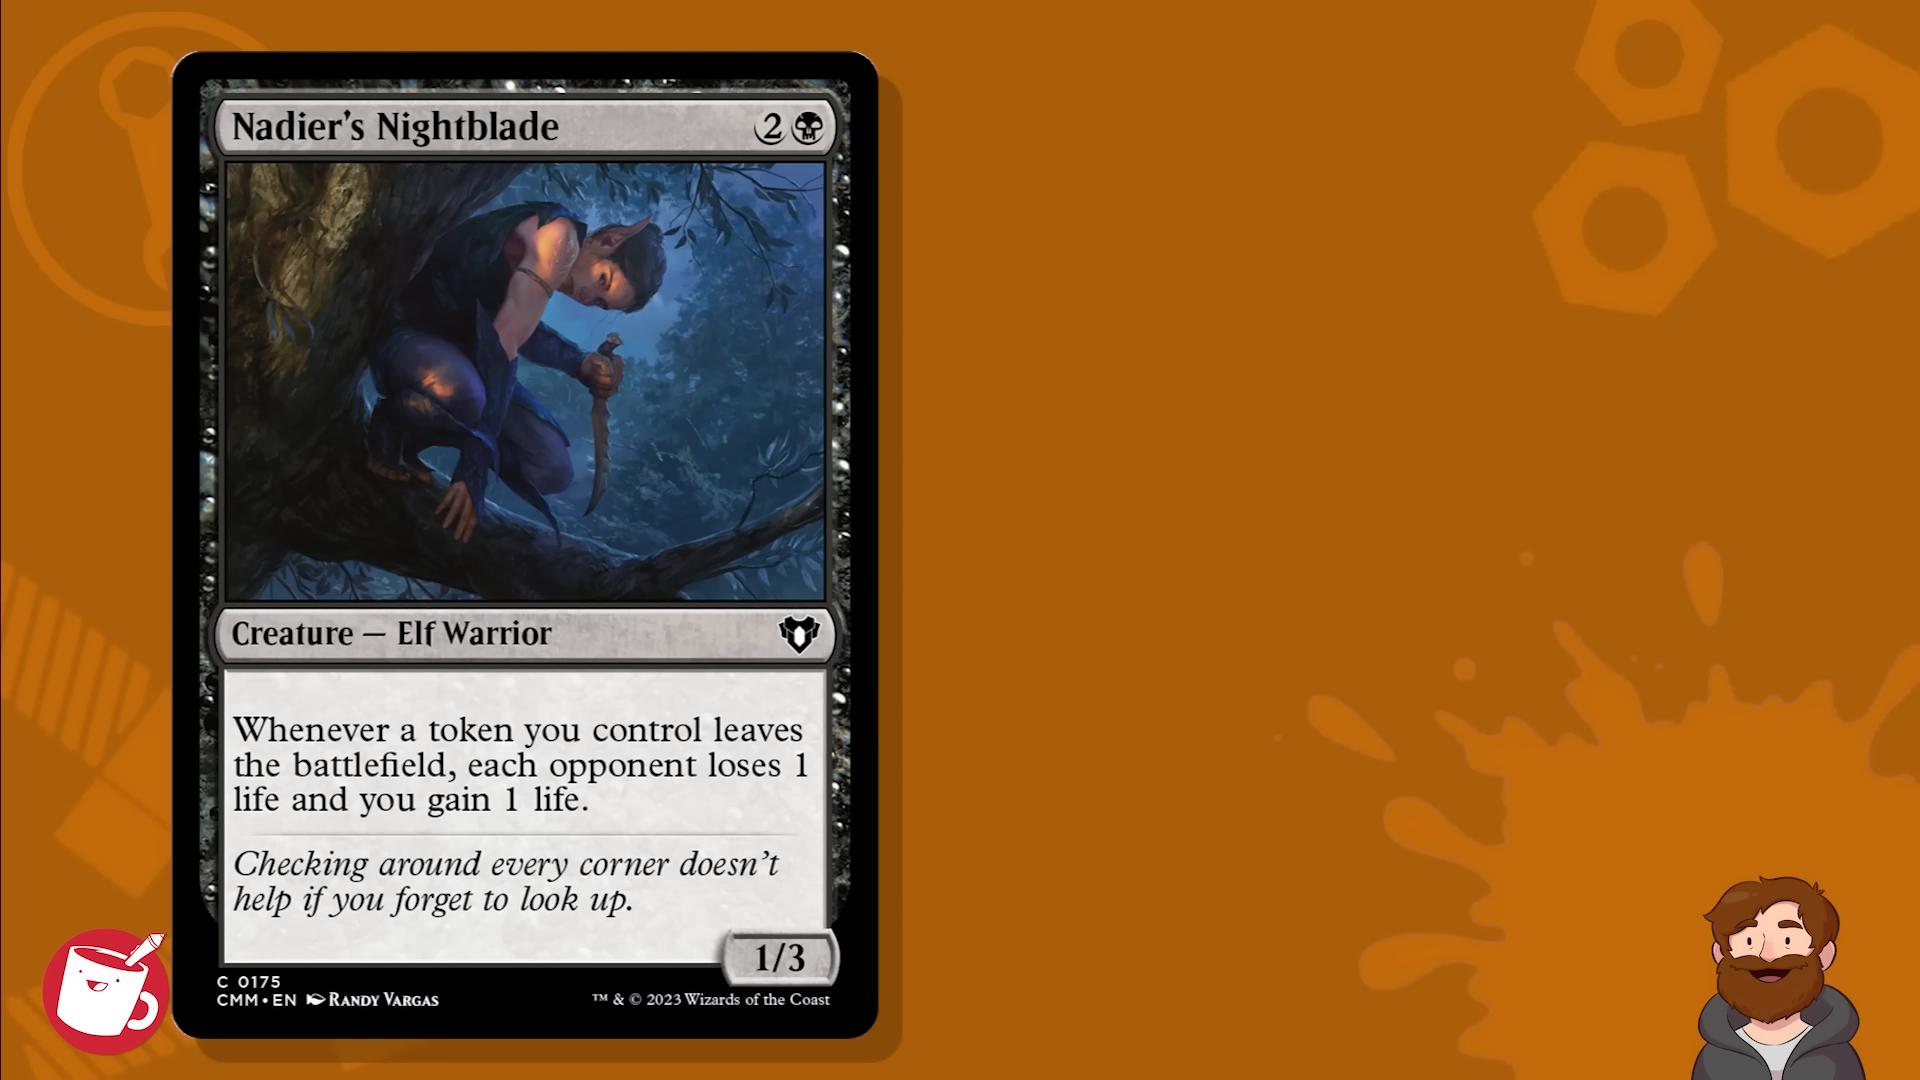 Nadier's Nightblade 2
Creature — Elf Warrior
Whenever a token you control leaves
the battlefield, each opponent loses 1
life and you gain 1 life.
Checking around every corner doesn't
help if you forget to look up.
1/3
C 0175
CMM • EN RANDY VARGAS
™ & © 2023 Wizards of the Coast